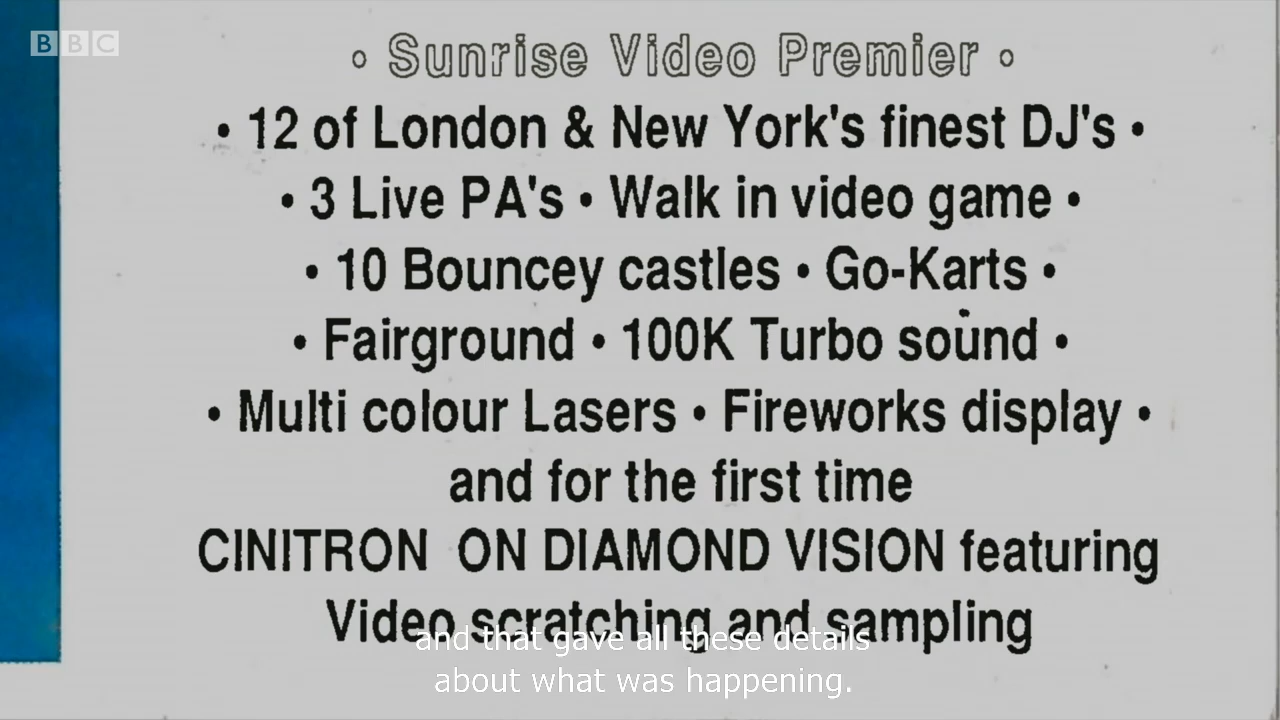 BBC
• Sunrise Video Premier •
• 12 of London & New York's finest DJ's •
• 3 Live PA's • Walk in video game •
• 10 Bouncey castles • Go-Karts •
• Fairground • 100K Turbo sound •
• Multi colour Lasers • Fireworks display •
and for the first time
CINITRON ON DIAMOND VISION featuring
Video scratching and sampling
and that gave all these details
about what was happening.